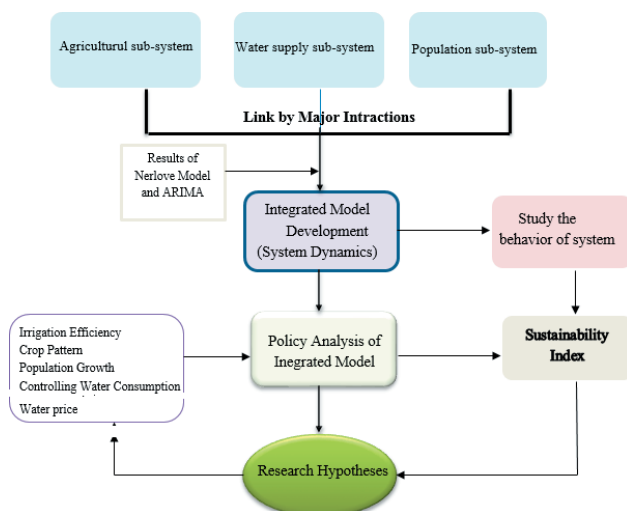 Agriculturul sub-system
Water supply sub-system
Population sub-system
Link by Major Intractions
Results of
Nerlove Model
and ARIMA
Integrated Model
Development
(System Dynamics)
Study the
behavior of system
Irrigation Efficiency
Crop Pattern
Population Growth
Controlling Water Consumption
Water price
Policy Analysis of
Inegrated Model
Sustainability
Index
Research Hypotheses